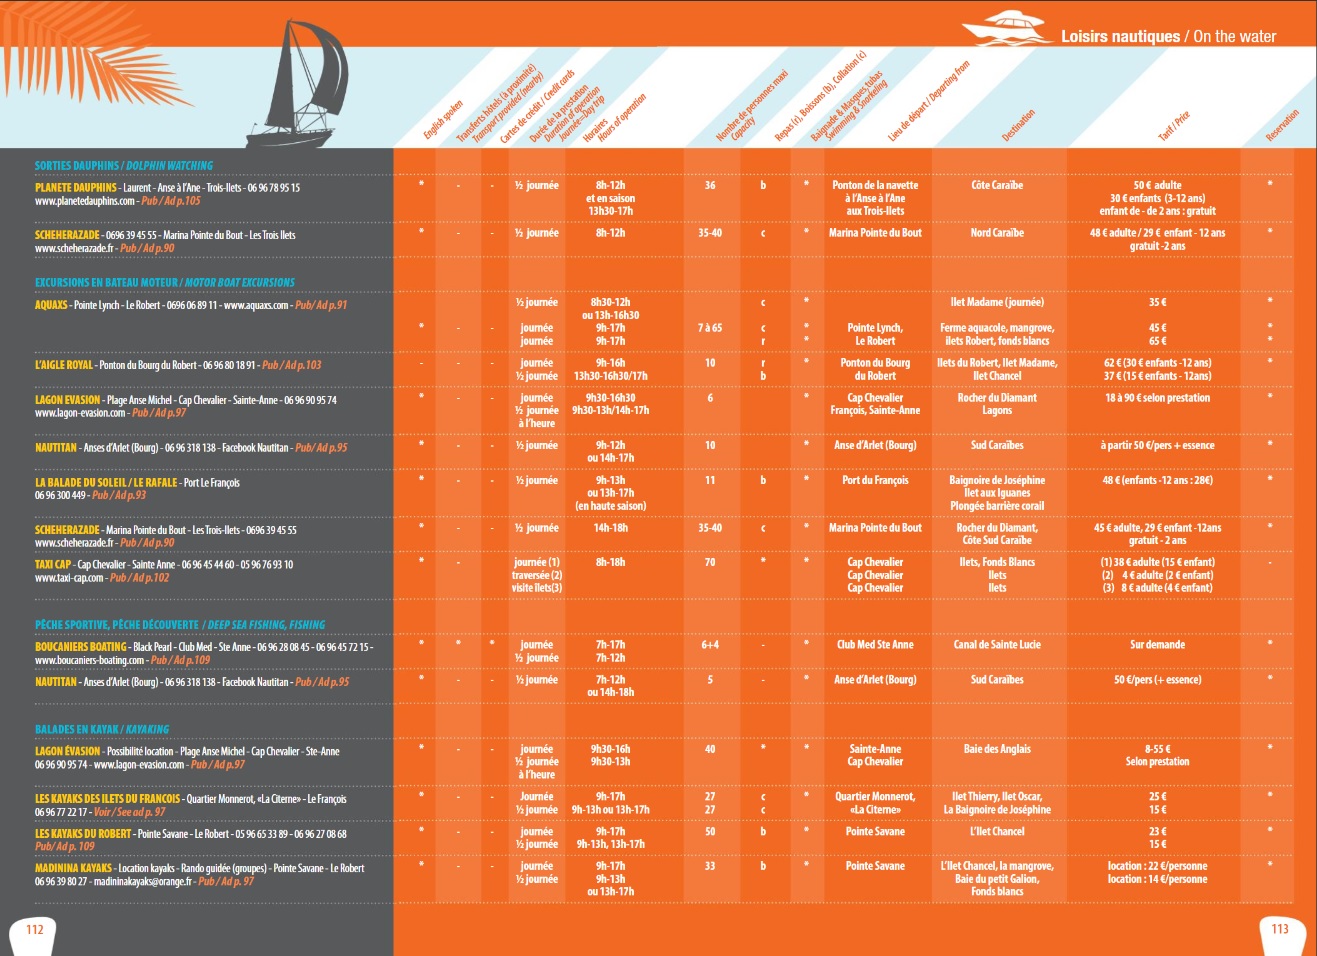 Loisirs nautiques / On the water
English spoken
Transferts hôtels (à proximité)
Transport provided (nearby)
Cartes de crédit / Credit cards
Durée de la prestation
Duration of operation
Journée=Day trip
Horaires
Hours of operation
Nombre de personnes maxi
Capacity
Repas (r), Boissons (b), Collation (c)
Baignade & Masques, tubas
Swimming & Snorkeling
Lieu de départ / Departing from
Destination
Tarif / Price
Reservation
SORTIES DAUPHINS / DOLPHIN WATCHING
PLANETE DAUPHINS - Laurent - Anse à l'Ane - Trois-Ilets - 06 96 78 95 15 * - - ½ journée 8h-12h 36 b * Ponton de la navette Côte Caraïbe 50 € adulte *
www.planetedauphins.com - Pub / Ad p.105 et en saison à l'Anse à l'Ane 30 € enfants (3-12 ans)
13h30-17h aux Trois-Ilets enfant de - de 2 ans : gratuit
SCHEHERAZADE - 0696 39 45 55 - Marina Pointe du Bout - Les Trois Ilets * - - ½ journée 8h-12h 35-40 c * Marina Pointe du Bout Nord Caraïbe 48 € adulte / 29 € enfant - 12 ans *
www.scheherazade.fr - Pub / Ad p.90 gratuit -2 ans
EXCURSIONS EN BATEAU MOTEUR / MOTOR BOAT EXCURSIONS
AQUAXS - Pointe Lynch - Le Robert - 0696 06 89 11 - www.aquaxs.com - Pub/ Ad p.91 ½ journée 8h30-12h c * Ilet Madame (journée) 35 € *
ou 13h-16h30
* - - journée 9h-17h 7 à 65 c * Pointe Lynch, Ferme aquacole, mangrove, 45 € *
journée 9h-17h r * Le Robert îlets Robert, fonds blancs 65 € *
L'AIGLE ROYAL - Ponton du Bourg du Robert - 06 96 80 18 91 - Pub / Ad p.103 - - - journée 9h-16h 10 r * Ponton du Bourg Ilets du Robert, Ilet Madame, 62 € (30 € enfants -12 ans) *
½ journée 13h30-16h30/17h b du Robert Ilet Chancel 37 € (15 € enfants - 12ans)
LAGON EVASION - Plage Anse Michel - Cap Chevalier - Sainte-Anne - 06 96 90 95 74 * - - journée 9h30-16h30 6 * Cap Chevalier Rocher du Diamant 18 à 90 € selon prestation *
www.lagon-evasion.com - Pub / Ad p.97 ½ journée 9h30-13h/14h-17h François, Sainte-Anne Lagons
à l'heure
NAUTITAN - Anses d'Arlet (Bourg) - 06 96 318 138 - Facebook Nautitan - Pub/ Ad p.95 * - - ½ journée 9h-12h 10 * Anse d'Arlet (Bourg) Sud Caraïbes à partir 50 €/pers + essence *
ou 14h-17h
LA BALADE DU SOLEIL / LE RAFALE - Port Le François * - - ½ journée 9h-13h 11 b * Port du François Baignoire de Joséphine 48 € (enfants -12 ans : 28€) *
06 96 300 449 - Pub / Ad p.93 ou 13h-17h Ilet aux Iguanes
(en haute saison) Plongée barrière corail
SCHEHERAZADE - Marina Pointe du Bout - Les Trois-Ilets - 0696 39 45 55 * - - ½ journée 14h-18h 35-40 c * Marina Pointe du Bout Rocher du Diamant, 45 € adulte, 29 € enfant -12ans *
www.scheherazade.fr - Pub / Ad p.90 Côte Sud Caraïbe gratuit - 2 ans
TAXI CAP - Cap Chevalier - Sainte Anne - 06 96 45 44 60 - 05 96 76 93 10 * - journée (1) 8h-18h 70 * * Cap Chevalier Ilets, Fonds Blancs (1) 38 € adulte (15 € enfant) -
www.taxi-cap.com - Pub / Ad p.102 traversée (2) Cap Chevalier Ilets (2) 4 € adulte (2 € enfant)
visite îlets(3) Cap Chevalier Ilets (3) 8 € adulte (4 € enfant)
PÊCHE SPORTIVE, PÊCHE DÉCOUVERTE / DEEP SEA FISHING, FISHING
BOUCANIERS BOATING - Black Pearl - Club Med - Ste Anne - 06 96 28 08 45 - 06 96 45 72 15 - * * * journée 7h-17h 6+4 - * Club Med Ste Anne Canal de Sainte Lucie Sur demande *
www.boucaniers-boating.com - Pub / Ad p.109 ½ journée 7h-12h
NAUTITAN - Anses d'Arlet (Bourg) - 06 96 318 138 - Facebook Nautitan - Pub / Ad p.95 * - - ½ journée 7h-12h 5 - * Anse d'Arlet (Bourg) Sud Caraïbes 50 €/pers (+ essence) *
ou 14h-18h
BALADES EN KAYAK / KAYAKING
LAGON ÉVASION - Possibilité location - Plage Anse Michel - Cap Chevalier - Ste-Anne * - - journée 9h30-16h 40 * * Sainte-Anne Baie des Anglais 8-55 € *
06 96 90 95 74 - www.lagon-evasion.com - Pub / Ad p.97 ½ journée 9h30-13h Cap Chevalier Selon prestation
à l'heure
LES KAYAKS DES ILETS DU FRANCOIS - Quartier Monnerot, «La Citerne» - Le François * - - Journée 9h-17h 27 c * Quartier Monnerot, Ilet Thierry, Ilet Oscar, 25 € *
06 96 77 22 17 - Voir / See ad p. 97 ½ journée 9h-13h ou 13h-17h 27 c «La Citerne» La Baignoire de Joséphine 15 €
LES KAYAKS DU ROBERT - Pointe Savane - Le Robert - 05 96 65 33 89 - 06 96 27 08 68 * - - journée 9h-17h 50 b * Pointe Savane L'Ilet Chancel 23 € *
Pub/ Ad p. 109 ½ journée 9h-13h, 13h-17h 15 €
MADININA KAYAKS - Location kayaks - Rando guidée (groupes) - Pointe Savane - Le Robert * - - journée 9h-17h 33 b * Pointe Savane L'Ilet Chancel, la mangrove, location : 22 €/personne *
06 96 39 80 27 - madininakayaks@orange.fr - Pub / Ad p. 97 ½ journée 9h-13h Baie du petit Galion, location : 14 €/personne
ou 13h-17h Fonds blancs
112
113